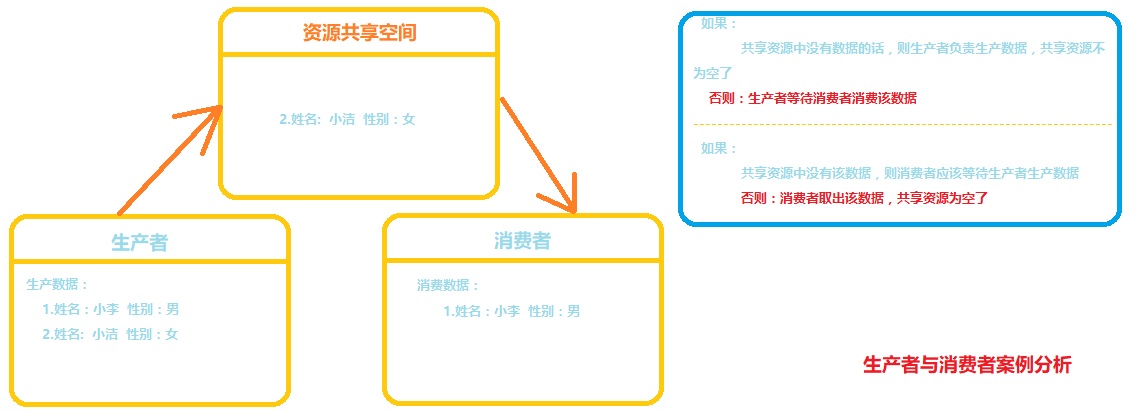 资源共享空间
2.姓名:  小洁  性别：女
生产者
生产数据：
1.姓名：小李  性别：男
2.姓名:  小洁  性别：女
消费者
消费数据：
1.姓名：小李  性别：男
如果：
共享资源中没有数据的话，则生产者负责生产数据，共享资源不
为空了
否则：生产者等待消费者消费该数据
如果：
共享资源中没有该数据，则消费者应该等待生产者生产数据
否则：消费者取出该数据，共享资源为空了
生产者与消费者案例分析